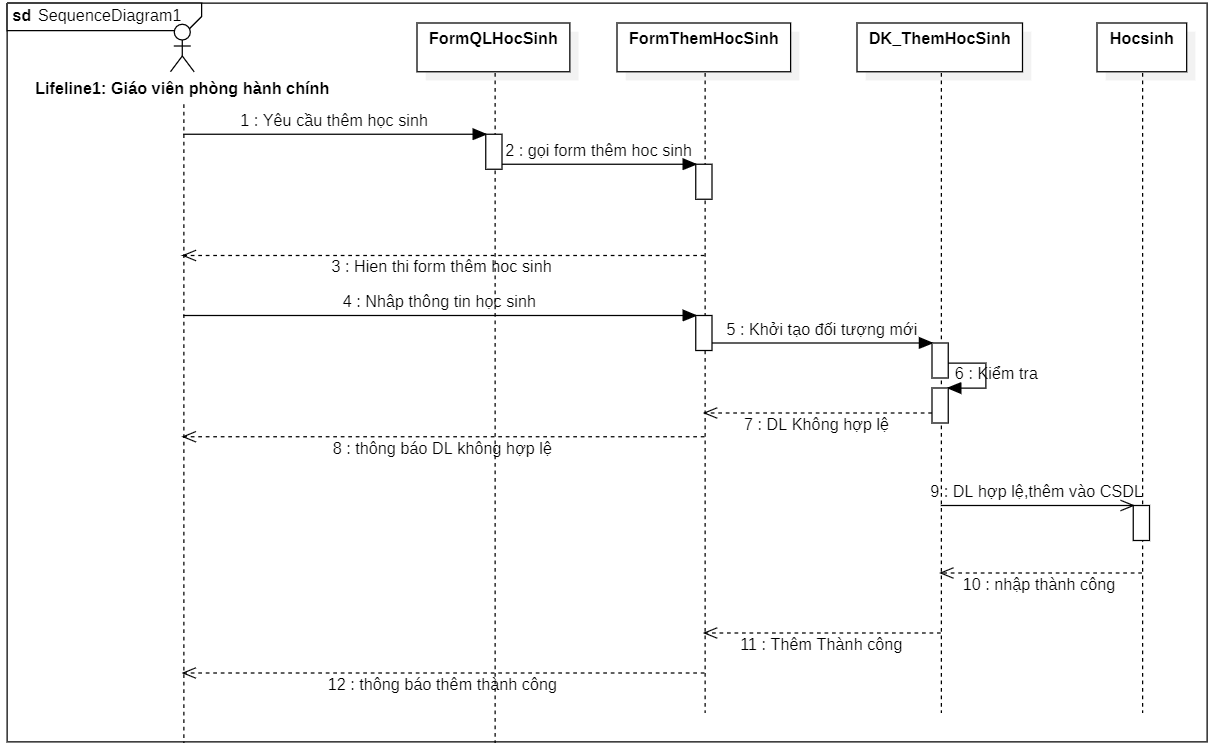 sd SequenceDiagram1
FormQLHocSinh
FormThemHocSinh
DK_ThemHocSinh
Hocsinh
Lifeline1: Giáo viên phòng hành chính
1 : Yêu cầu thêm học sinh
2 : gọi form thêm hoc sinh
3 : Hien thi form thêm hoc sinh
4 : Nhâp thông tin học sinh
5 : Khởi tạo đối tượng mới
6 : Kiểm tra
7 : DL Không hợp lệ
8 : thông báo DL không hợp lệ
9 : DL hợp lệ,thêm vào CSDL
10 : nhập thành công
11 : Thêm Thành công
12 : thông báo thêm thành công